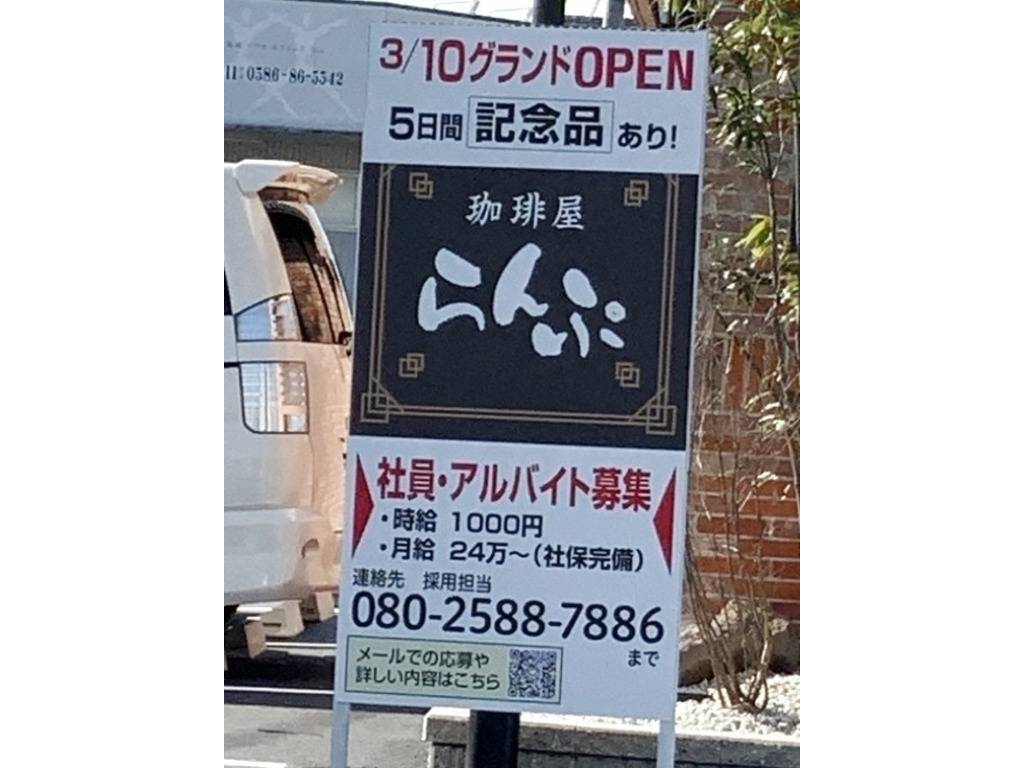 0586-86-5542
3/10グランドOPEN
5日間 記念品 あり!
珈琲屋
らんぷ
社員・アルバイト募集
・時給 1000円
・月給 24万～(社保完備)
連絡先 採用担当
080-2588-7886
まで
メールでの応募や
詳しい内容はこちら